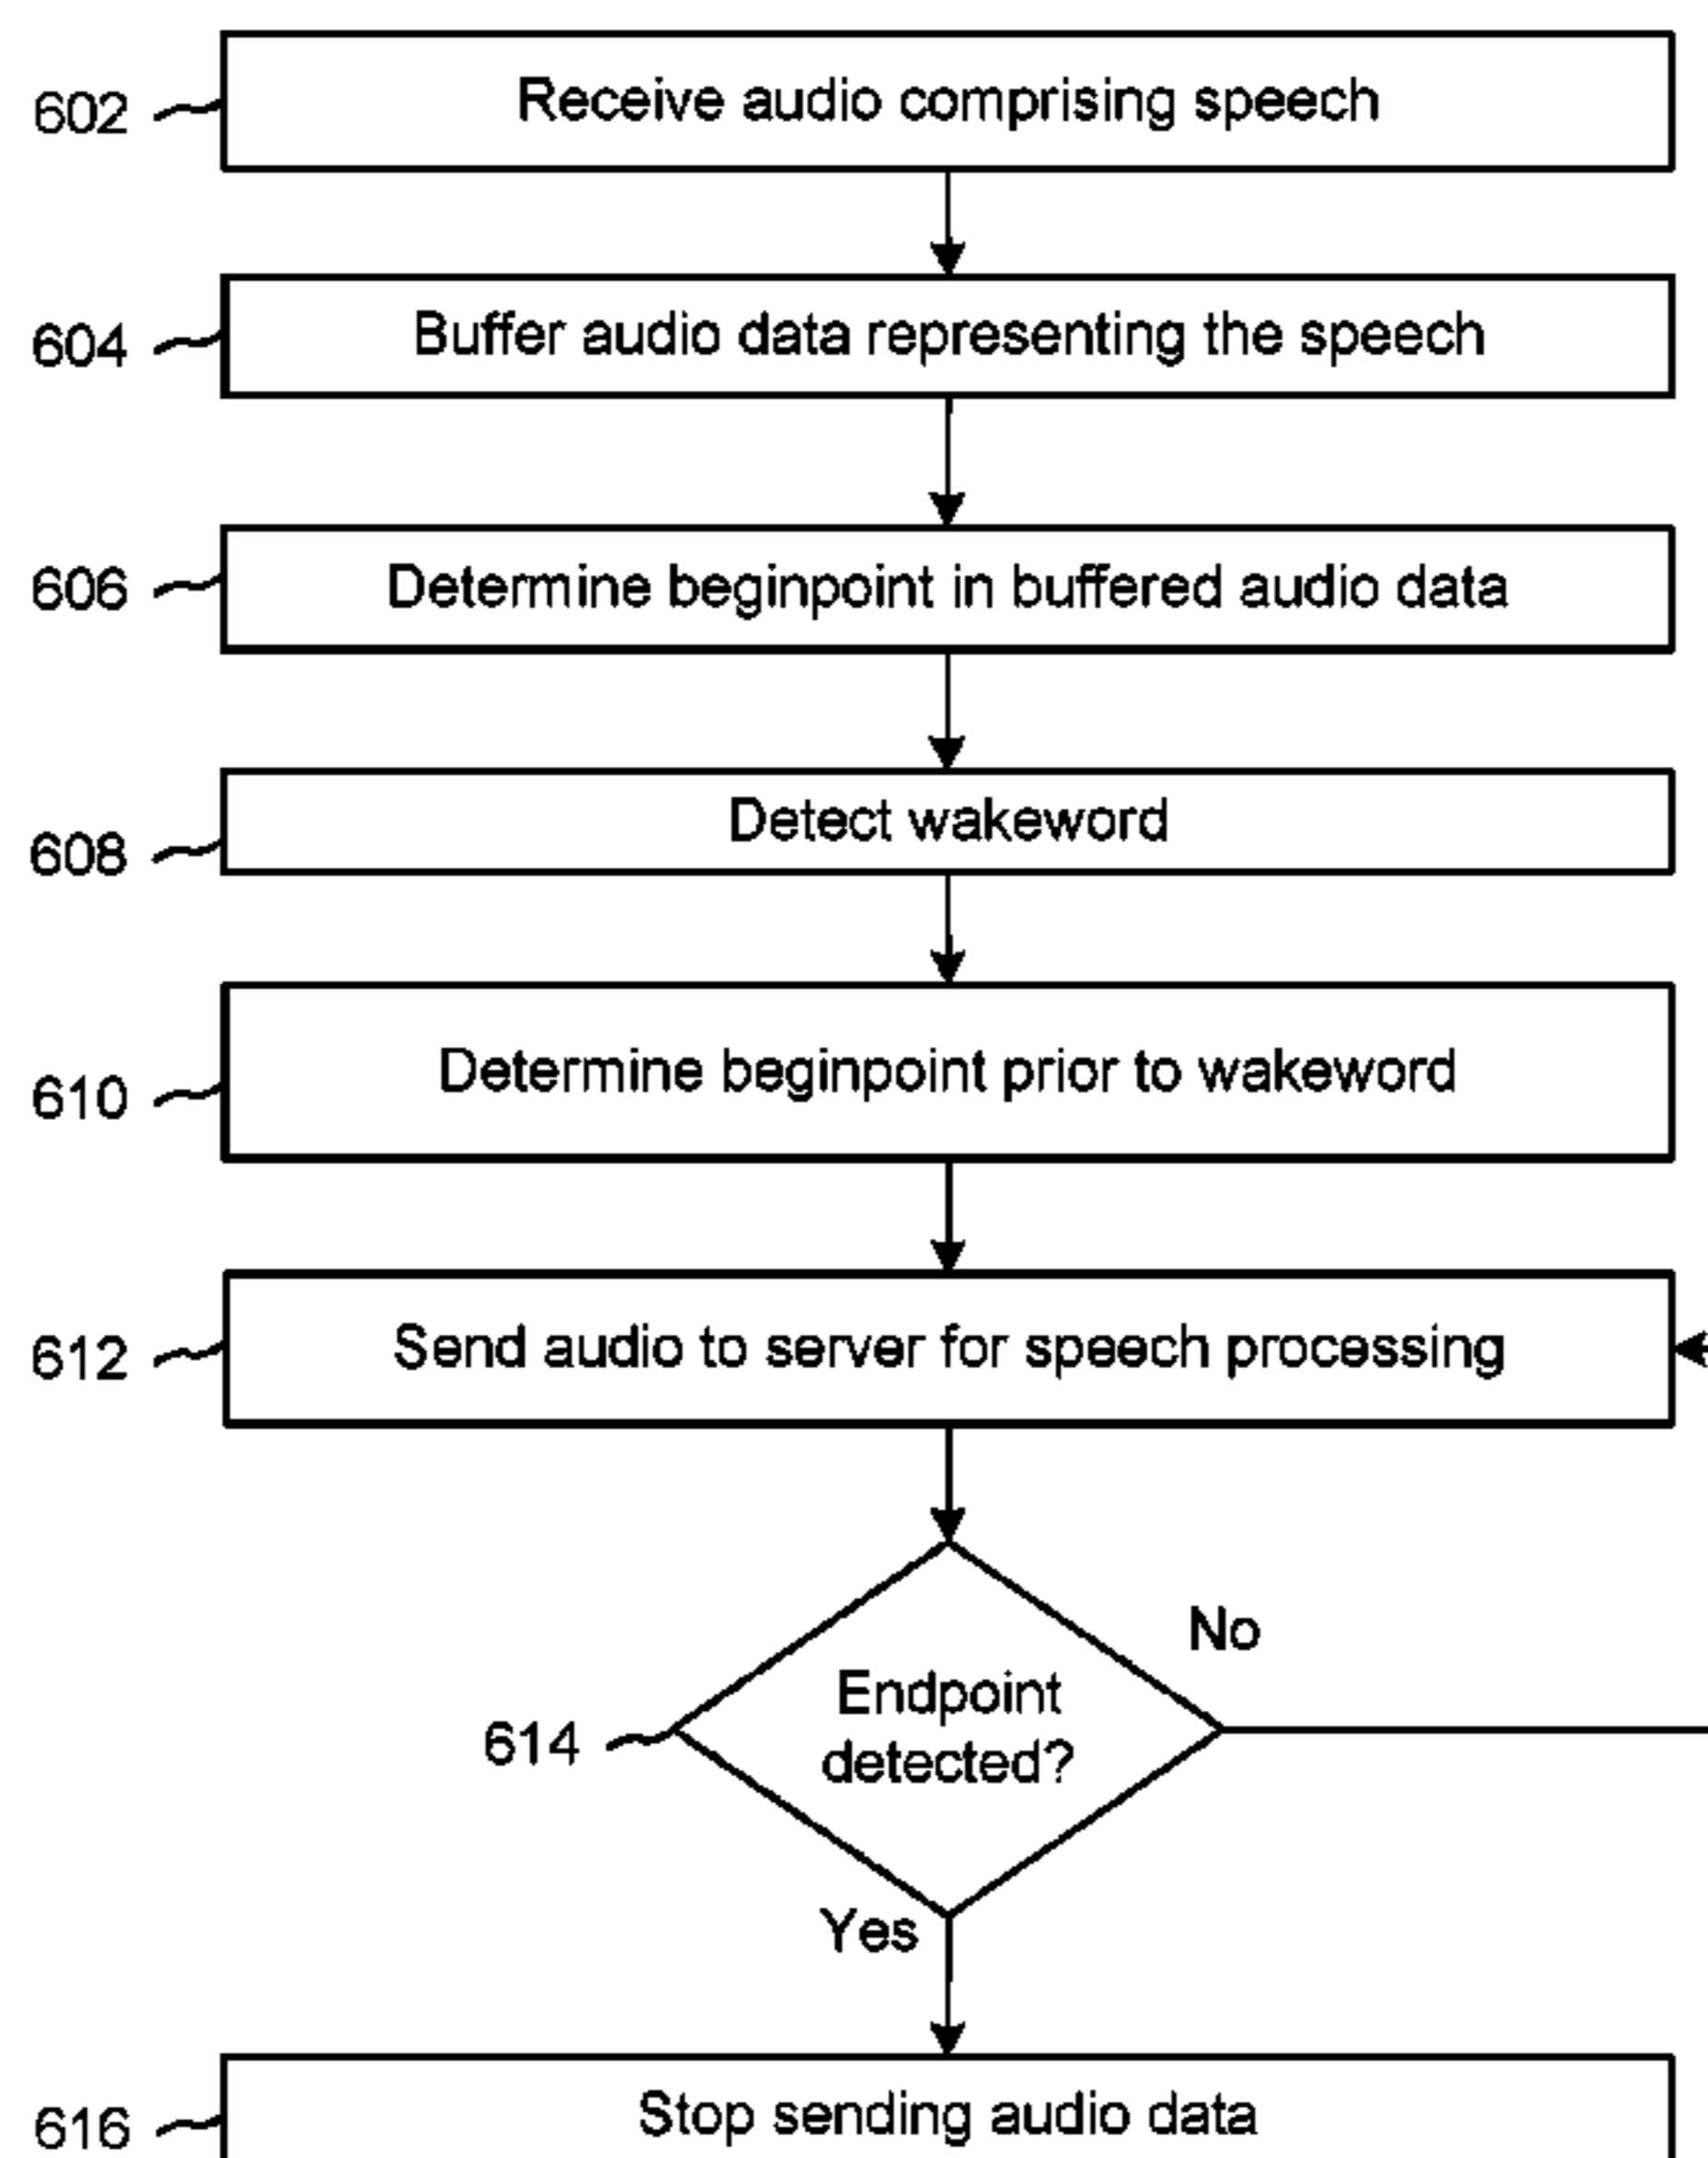 602
Receive audio comprising speech
604
Buffer audio data representing the speech
606
Determine beginpoint in buffered audio data
608
Detect wakeword
610
Determine beginpoint prior to wakeword
612
Send audio to server for speech processing
614
Endpoint
detected?
No
Yes
616
Stop sending audio data